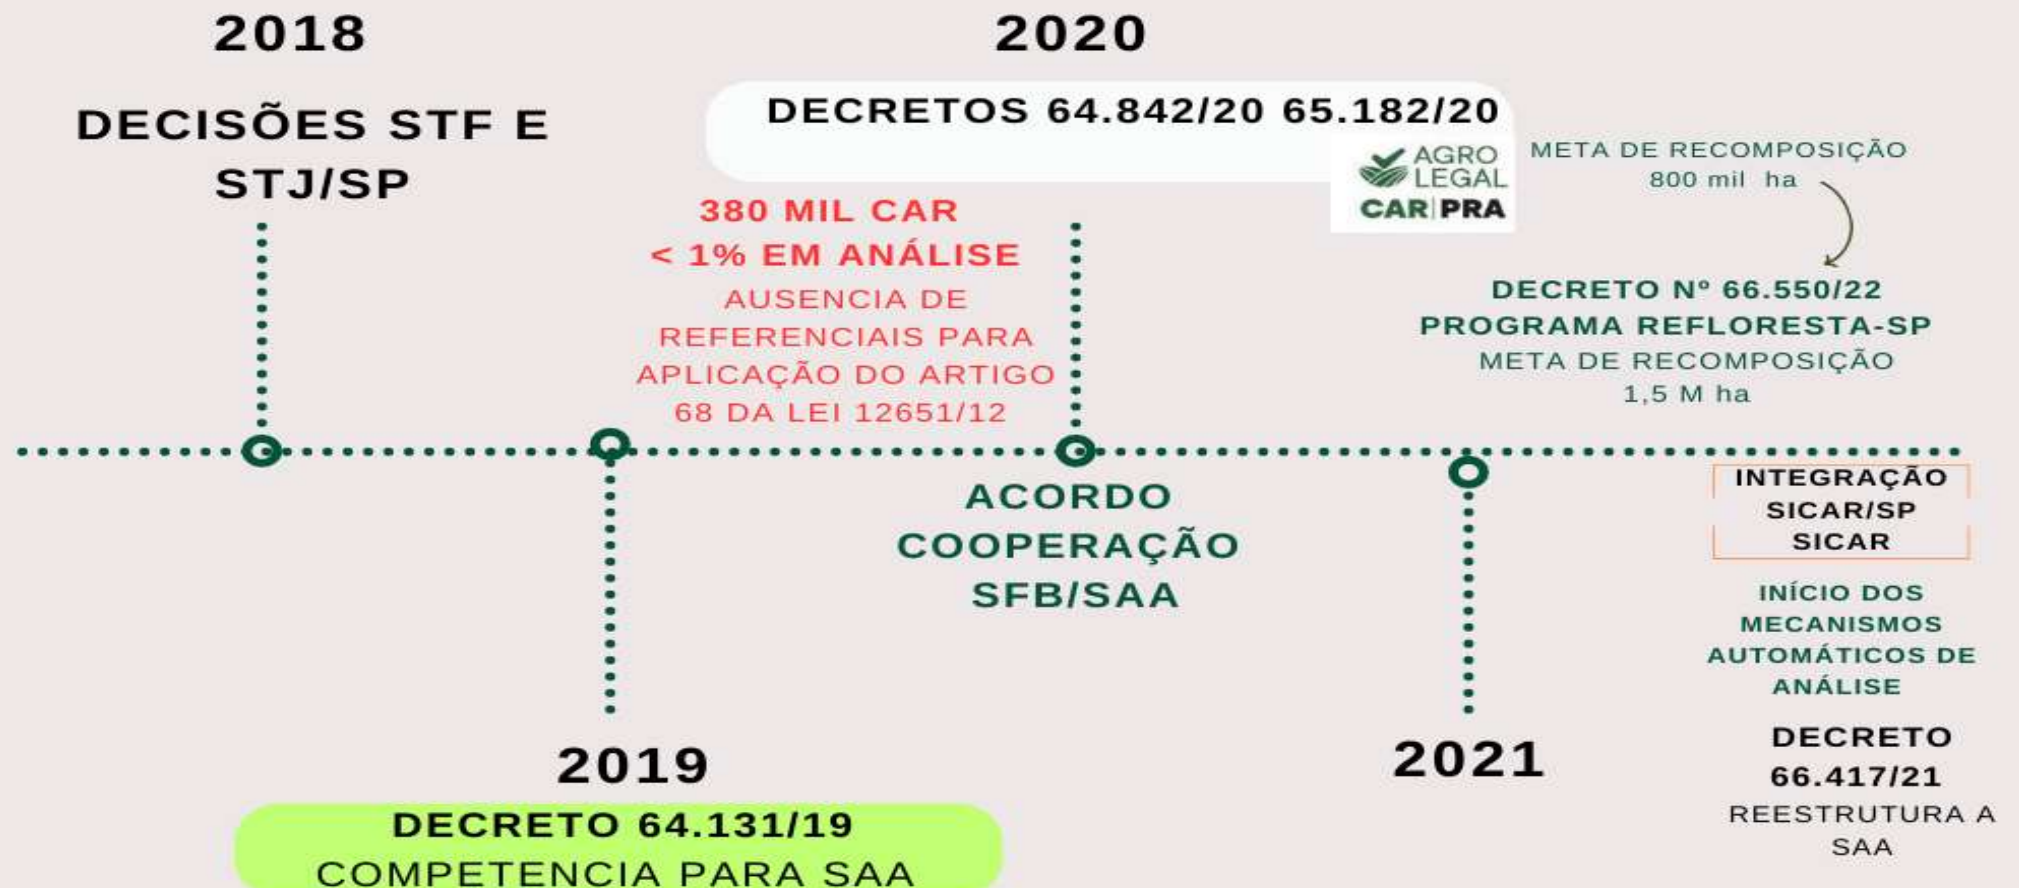 2018
DECISÕES STF E
STJ/SP
2020
DECRETOS 64.842/20 65.182/20
AGRO
LEGAL
CAR|PRA
META DE RECOMPOSIÇÃO
800 mil ha
380 MIL CAR
< 1% EM ANÁLISE
AUSENCIA DE
REFERENCIAIS PARA
APLICAÇÃO DO ARTIGO
68 DA LEI 12651/12
DECRETO Nº 66.550/22
PROGRAMA REFLORESTA-SP
META DE RECOMPOSIÇÃO
1,5 M ha
ACORDO
COOPERAÇÃO
SFB/SAA
2019
DECRETO 64.131/19
COMPETENCIA PARA SAA
2021
INTEGRAÇÃO
SICAR/SP
SICAR
INÍCIO DOS
MECANISMOS
AUTOMÁTICOS DE
ANÁLISE
DECRETO
66.417/21
REESTRUTURA A
SAA